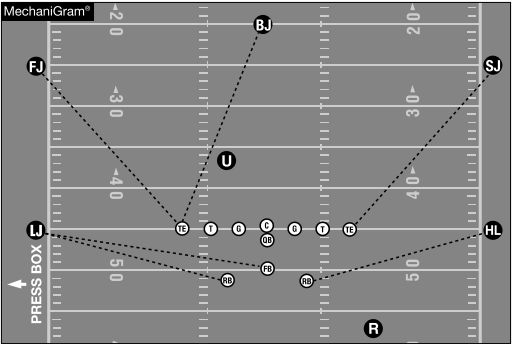 MechaniGram®
20
20
BJ
FJ
SJ
30
30
U
40
40
LJ
TE
T
G
C
G
T
TE
HL
QB
FB
RB
RB
50
50
PRESS BOX
R